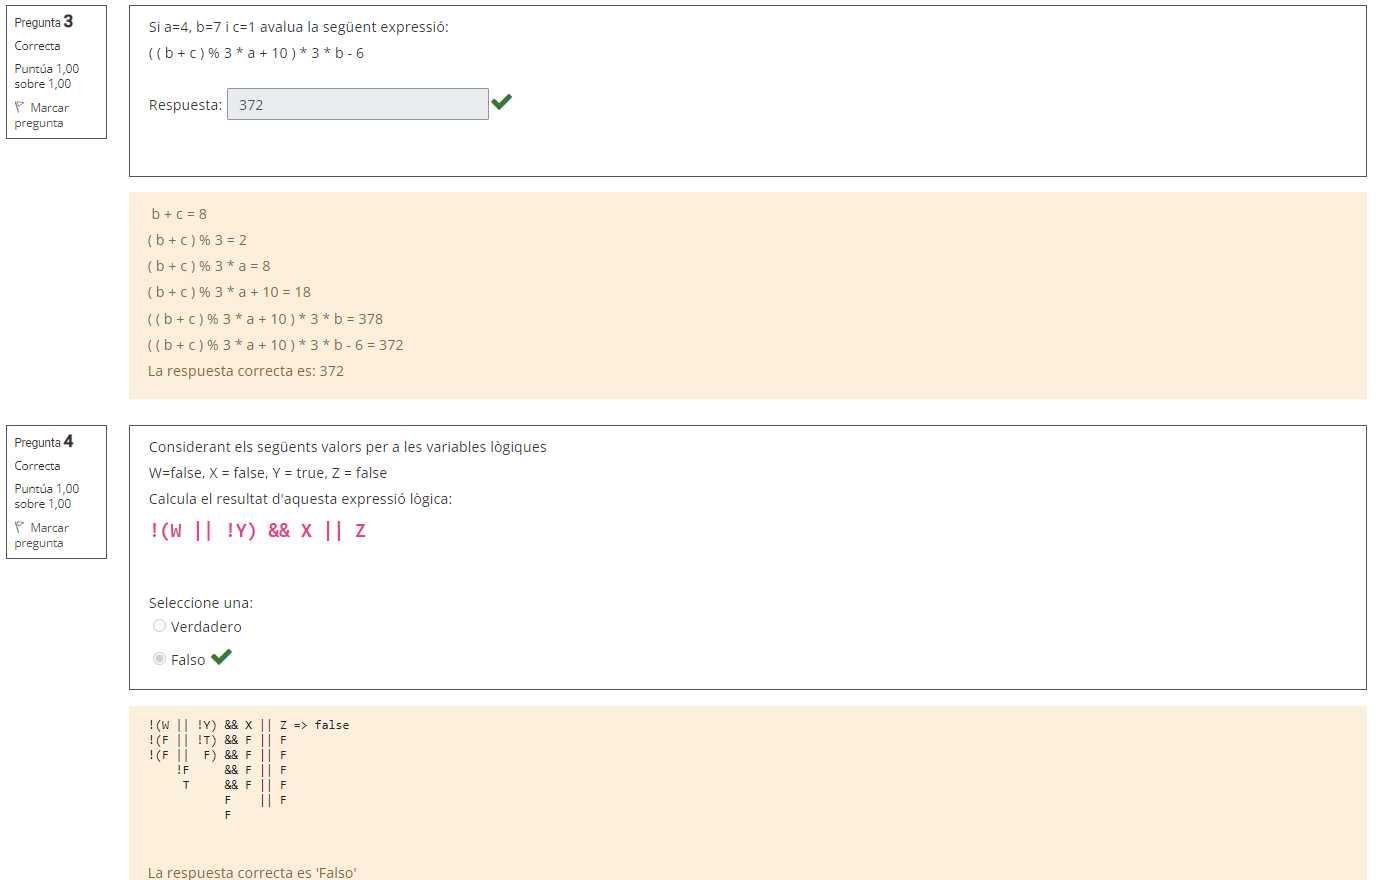 Pregunta 3
Correcta
Puntúa 1,00
sobre 1,00
Marcar
pregunta
Si a=4, b=7 i c=1 avalua la següent expressió:
( ( b + c ) % 3 * a + 10 ) * 3 * b - 6
Respuesta: 372
b + c = 8
( b + c ) % 3 = 2
( b + c ) % 3 * a = 8
( b + c ) % 3 * a + 10 = 18
( ( b + c ) % 3 * a + 10 ) * 3 * b = 378
( ( b + c ) % 3 * a + 10 ) * 3 * b - 6 = 372
La respuesta correcta es: 372
Pregunta 4
Correcta
Puntúa 1,00
sobre 1,00
Marcar
pregunta
Considerant els següents valors per a les variables lògiques
W=false, X = false, Y = true, Z = false
Calcula el resultat d'aquesta expressió lògica:
!(W || !Y) && X || Z
Seleccione una:
Verdadero
Falso
!(W || !Y) && X || Z => false
!(F || !T) && F || F
!(F ||  F) && F || F
    !F     && F || F
     T     && F || F
           F    || F
           F
La respuesta correcta es 'Falso'